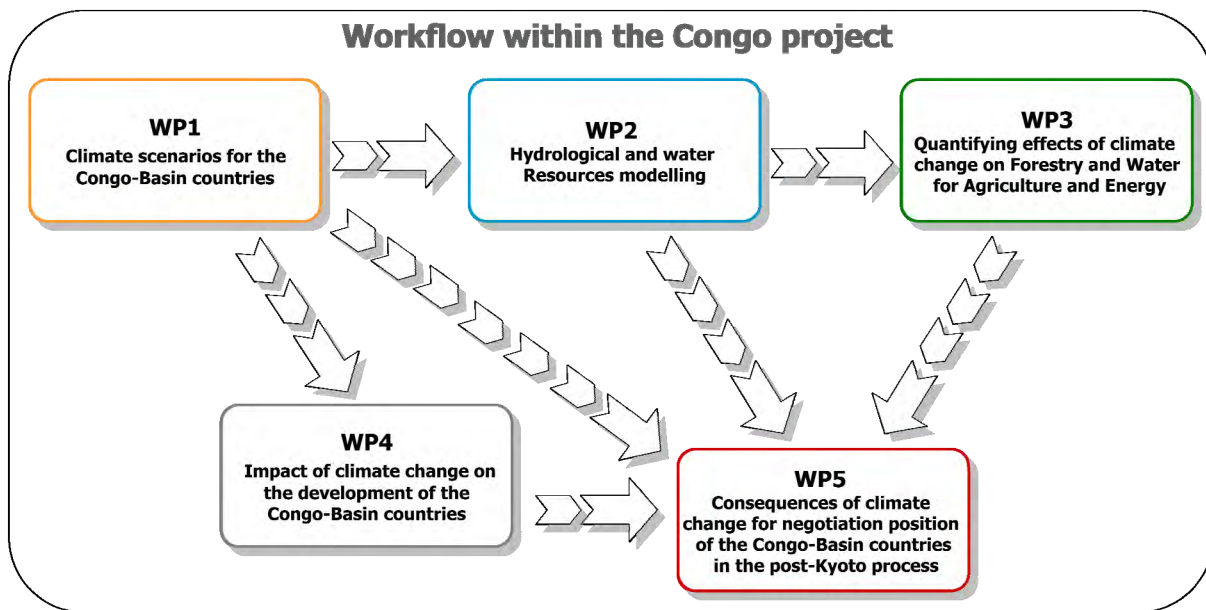 Workflow within the Congo project
WP1
Climate scenarios for the
Congo-Basin countries
WP2
Hydrological and water
Resources modelling
WP3
Quantifying effects of climate
change on Forestry and Water
for Agriculture and Energy
WP4
Impact of climate change on
the development of the
Congo-Basin countries
WP5
Consequences of climate
change for negotiation position
of the Congo-Basin countries
in the post-Kyoto process